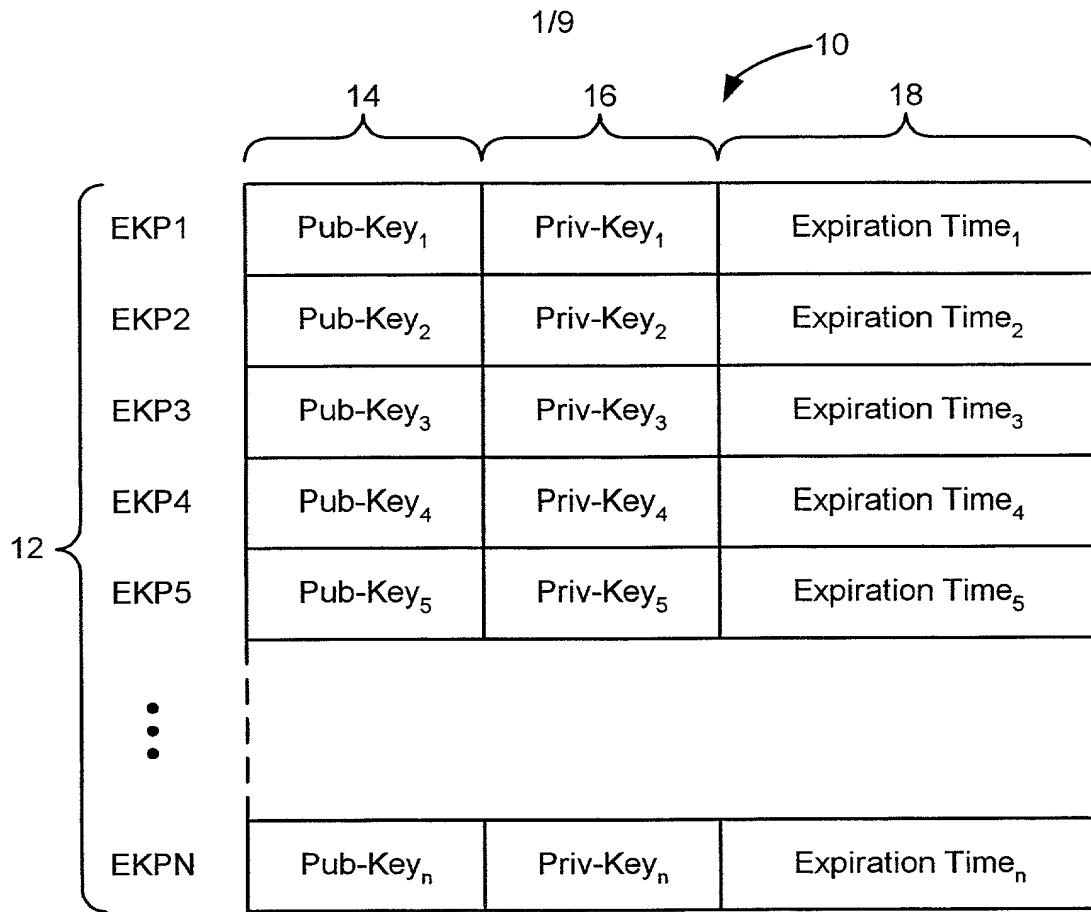 1/9
10
14 16 18
EKP1 Pub-Key₁ Priv-Key₁ Expiration Time₁
EKP2 Pub-Key₂ Priv-Key₂ Expiration Time₂
EKP3 Pub-Key₃ Priv-Key₃ Expiration Time₃
EKP4 Pub-Key₄ Priv-Key₄ Expiration Time₄
12
EKP5 Pub-Key₅ Priv-Key₅ Expiration Time₅
EKPN Pub-Keyₙ Priv-Keyₙ Expiration Timeₙ